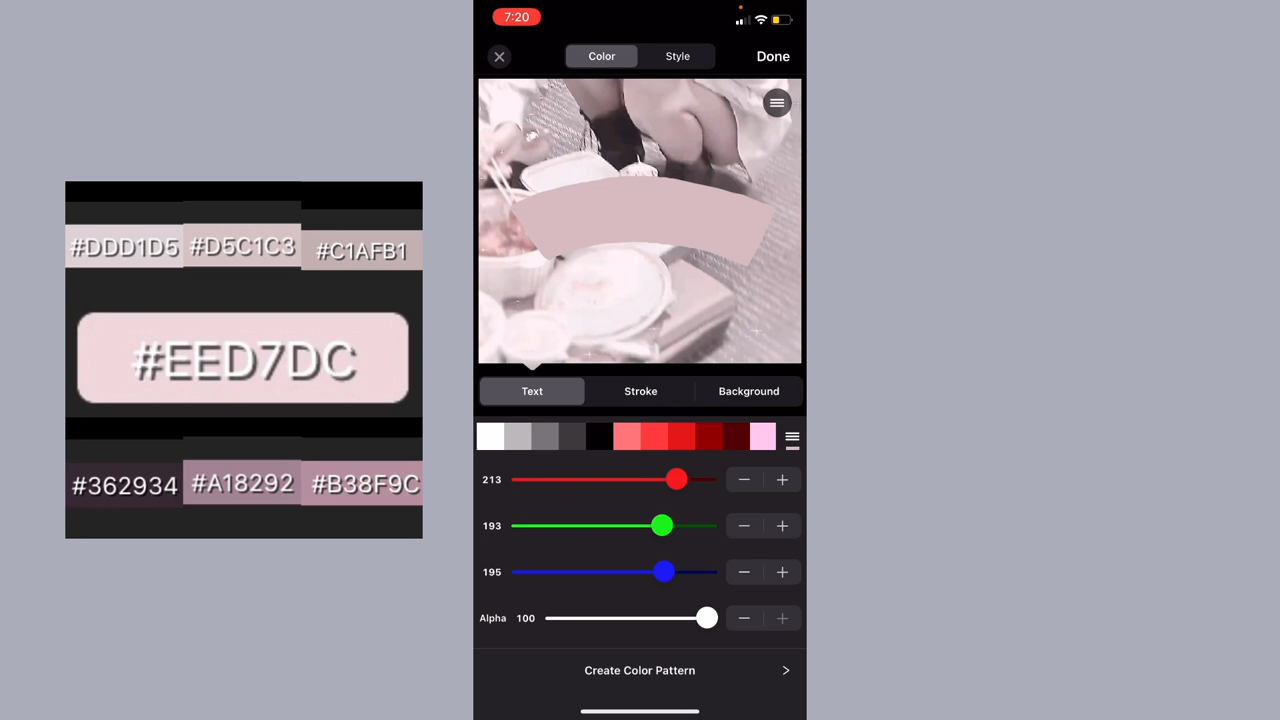 #DDD1D5 #D5C1C3 #C1AFB1
#EED7DC
#362934 #A18292 #B38F9C
7:20
Color Style Done
Text Stroke Background
213
193
195
Alpha 100
Create Color Pattern